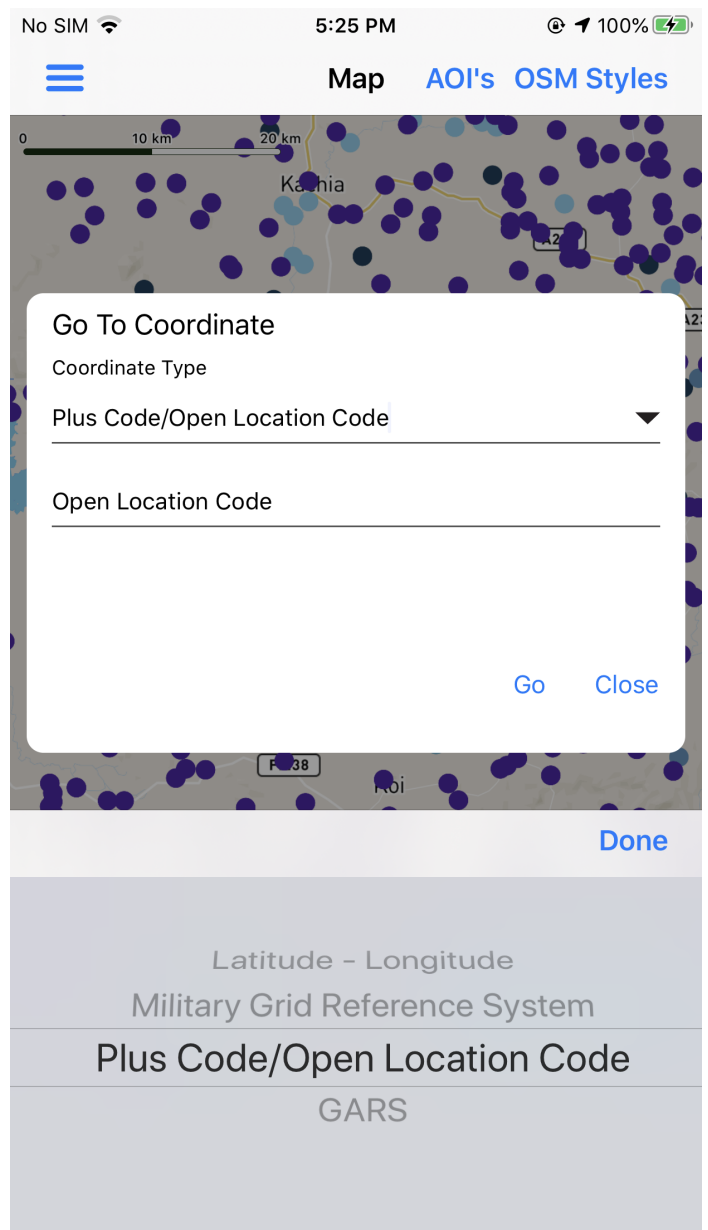 No SIM 5:25 PM 100%
Map AOI's OSM Styles
0 10 km 20 km
A2
Go To Coordinate
Coordinate Type
Plus Code/Open Location Code
Open Location Code
Go Close
Done
Latitude - Longitude
Military Grid Reference System
Plus Code/Open Location Code
GARS